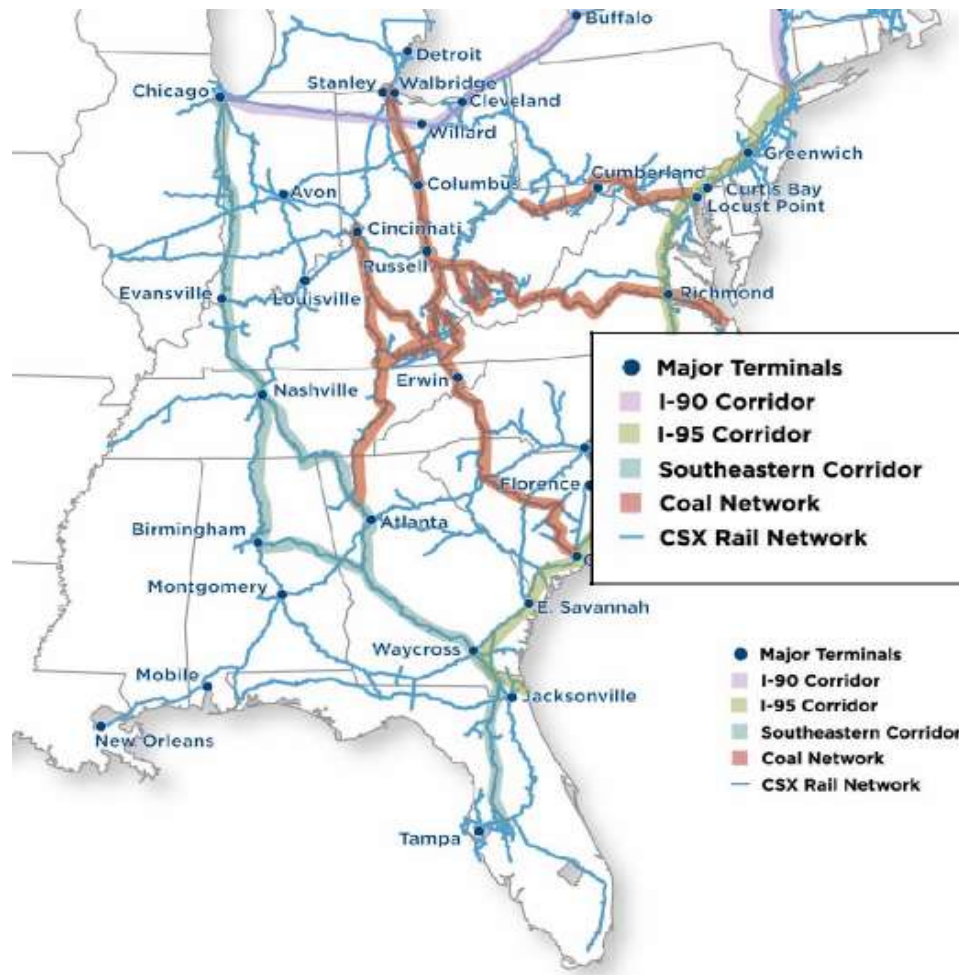 Buffalo
Detroit
Stanley
Walbridge
Chicago
Cleveland
Willard
Greenwich
Cumberland
Columbus
Avon
Curtis Bay
Locust Point
Cincinnati
Russell
Evansville
Louisville
Richmond
Erwin
Nashville
Major Terminals
I-90 Corridor
I-95 Corridor
Southeastern Corridor
Coal Network
CSX Rail Network
Florence
Atlanta
Birmingham
Montgomery
E. Savannah
Waycross
Mobile
Jacksonville
New Orleans
Tampa
Major Terminals
I-90 Corridor
I-95 Corridor
Southeastern Corridor
Coal Network
CSX Rail Network